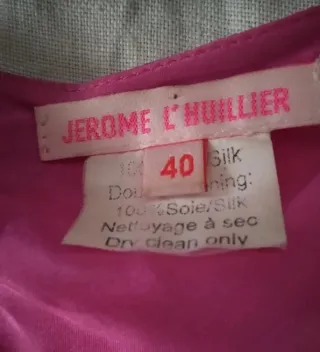 JEROME L'HUILLIER
40
Silk
100%Soie/Silk
Nettoyage à sec
Dry clean only